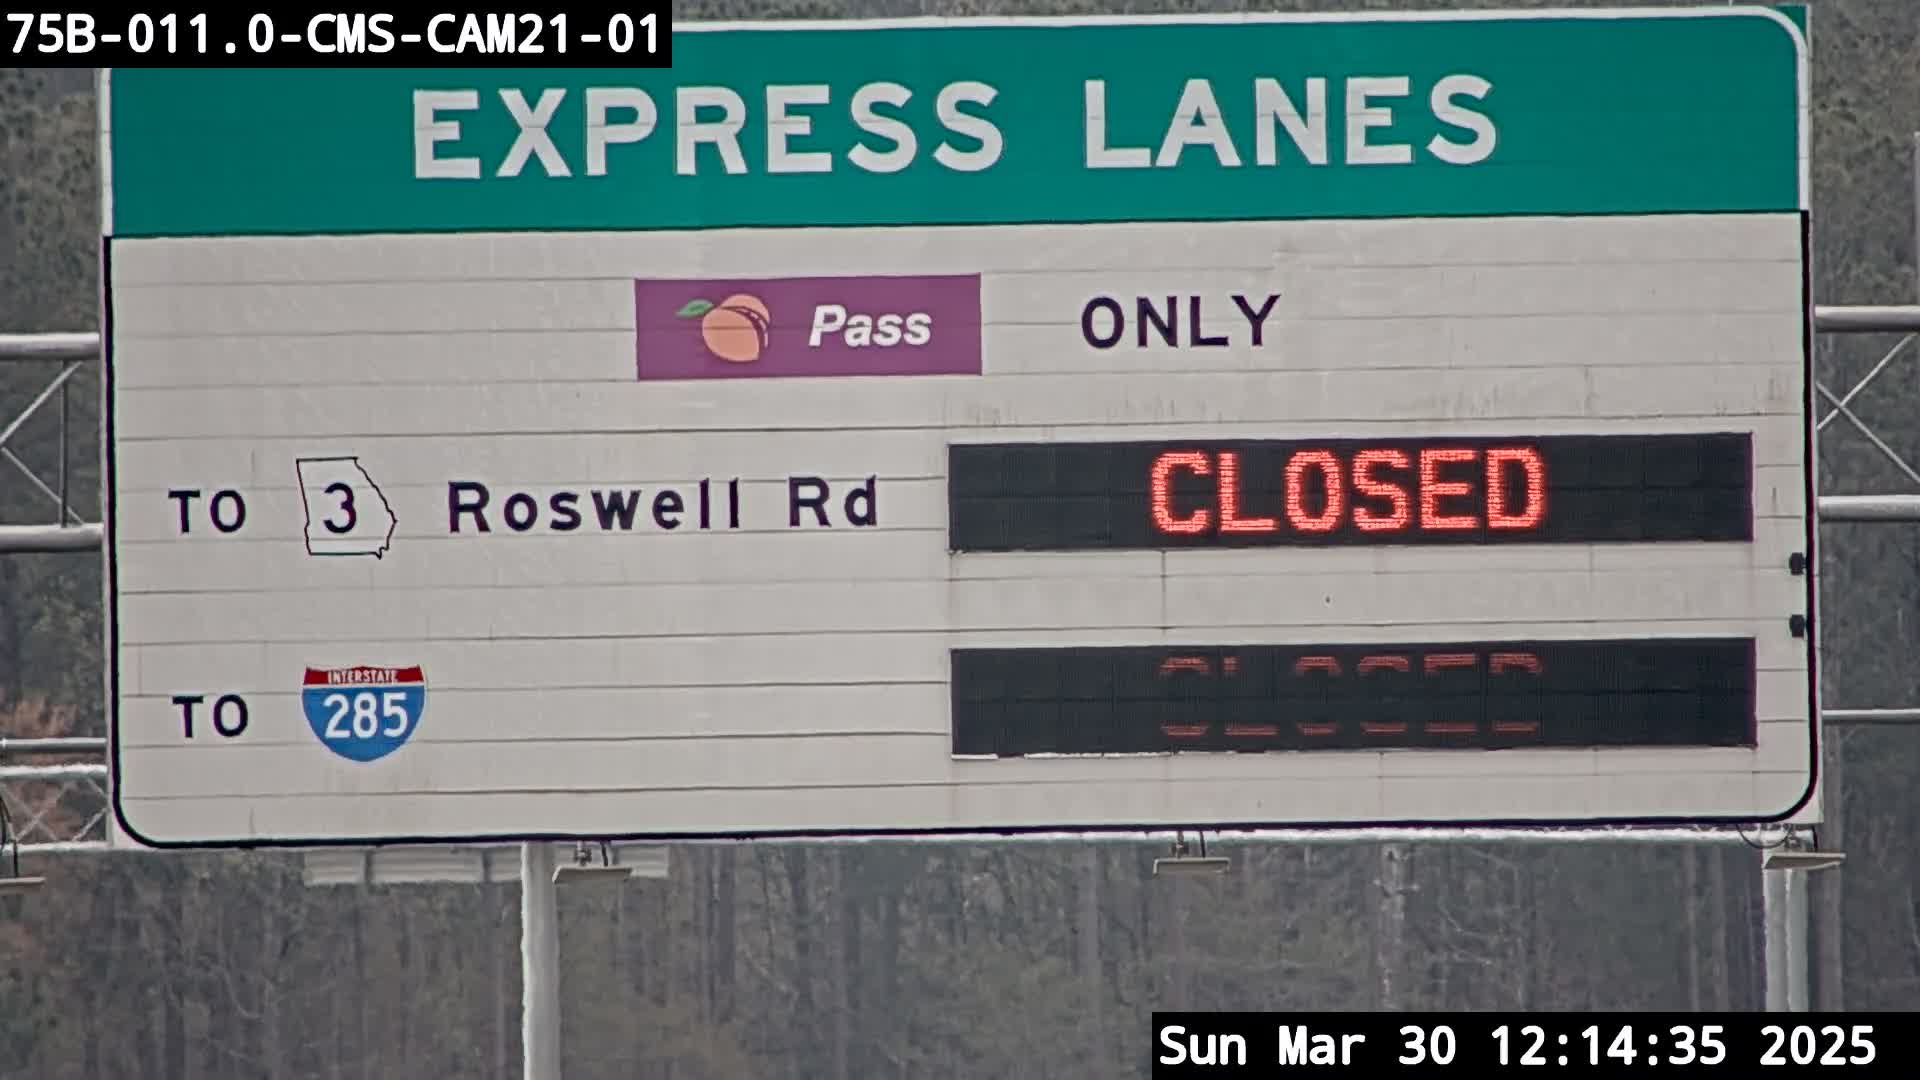 75B-011.0-CMS-CAM21-01
EXPRESS LANES
Pass ONLY
TO 3 Roswell Rd CLOSED
TO INTERSTATE 285 CLOSED
Sun Mar 30 12:14:35 2025